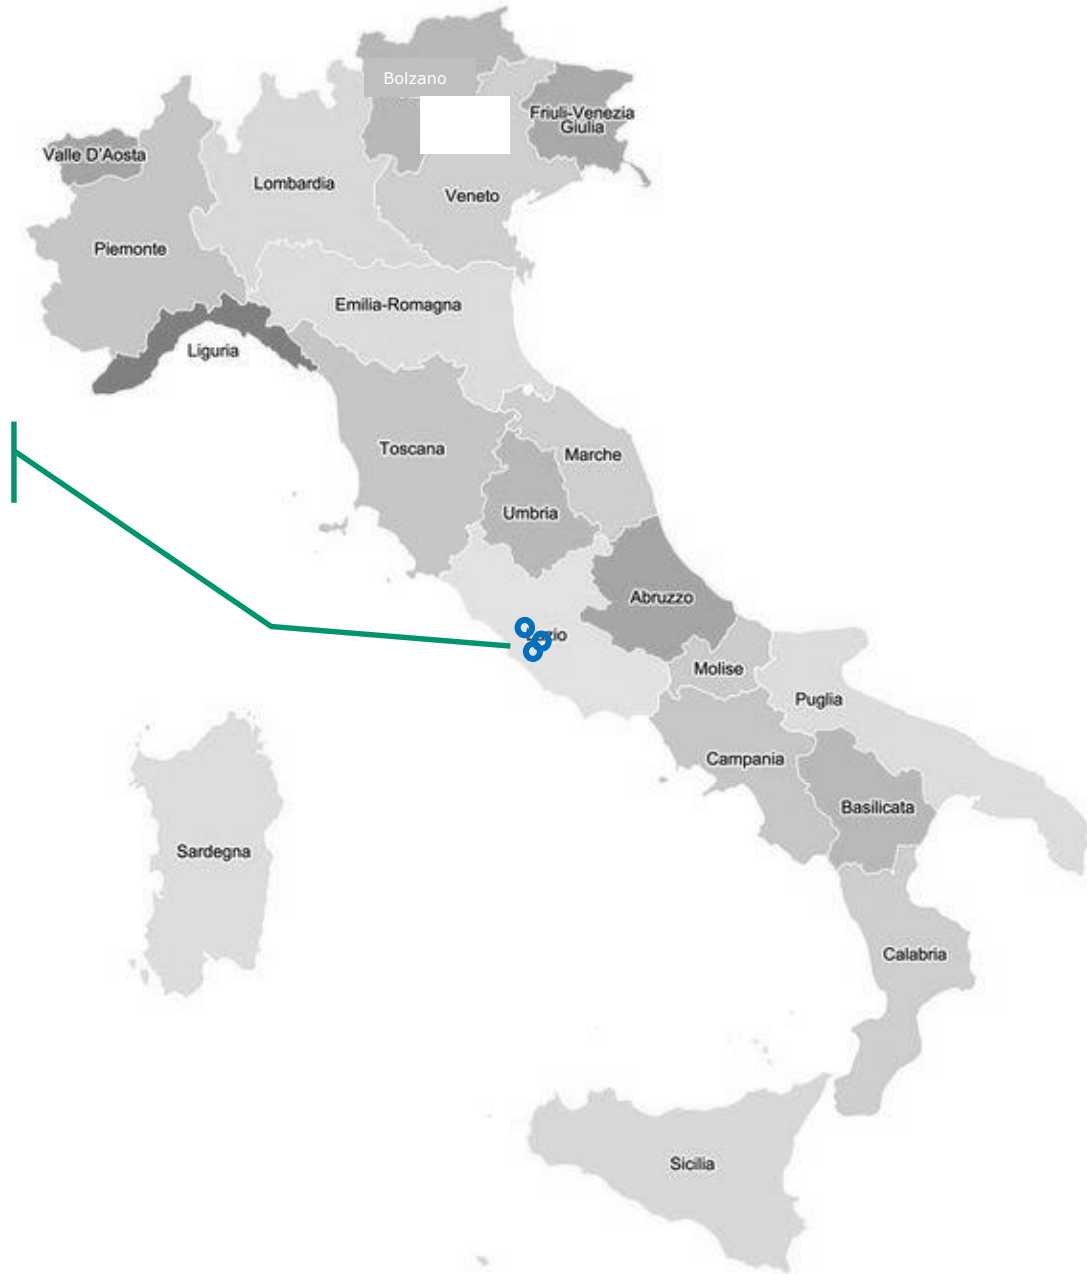 Bolzano
Friuli-Venezia
Giulia
Valle D'Aosta
Lombardia
Veneto
Piemonte
Emilia-Romagna
Liguria
Toscana
Marche
Umbria
Abruzzo
Lazio
Molise
Puglia
Campania
Basilicata
Sardegna
Calabria
Sicilia